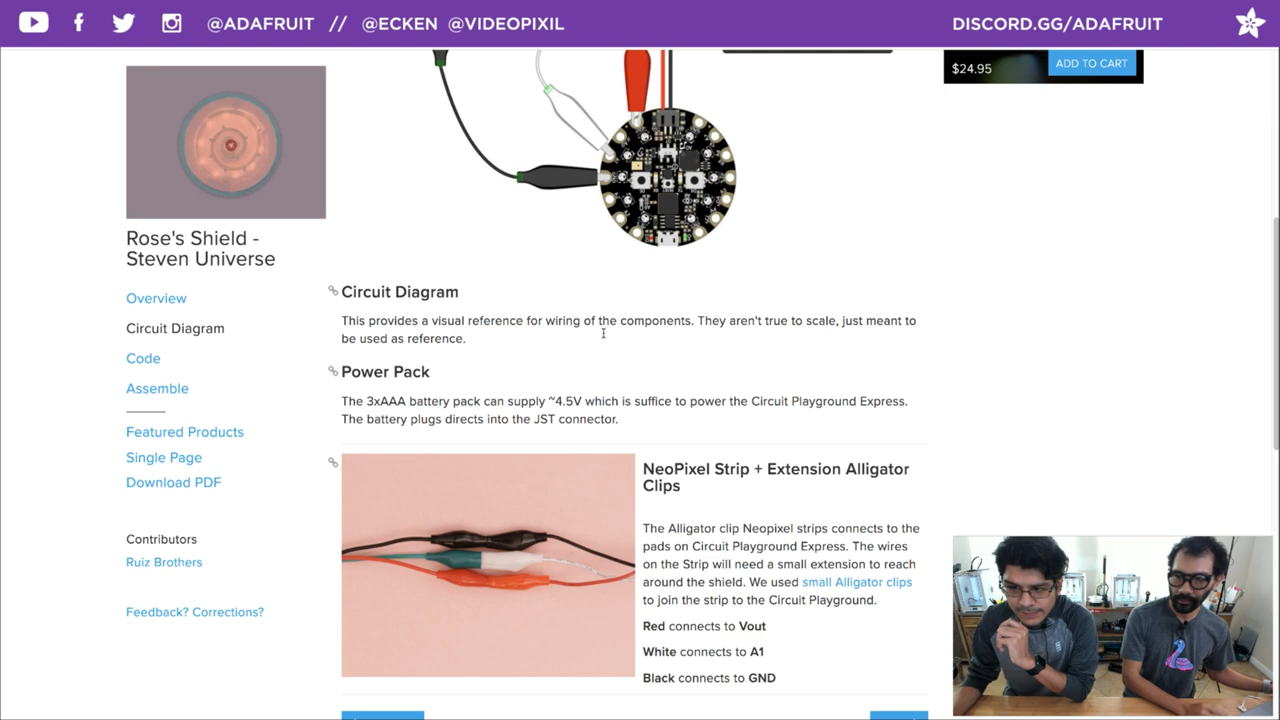 @ADAFRUIT // @ECKEN @VIDEOPIXIL
DISCORD.GG/ADAFRUIT
$24.95
ADD TO CART
Rose's Shield -
Steven Universe
Overview
Circuit Diagram
Code
Assemble
Featured Products
Single Page
Download PDF
Contributors
Ruiz Brothers
Feedback? Corrections?
Circuit Diagram
This provides a visual reference for wiring of the components. They aren't true to scale, just meant to
be used as reference.
Power Pack
The 3xAAA battery pack can supply ~4.5V which is suffice to power the Circuit Playground Express.
The battery plugs directs into the JST connector.
NeoPixel Strip + Extension Alligator
Clips
The Alligator clip Neopixel strips connects to the
pads on Circuit Playground Express. The wires
on the Strip will need a small extension to reach
around the shield. We used small Alligator clips
to join the strip to the Circuit Playground.
Red connects to Vout
White connects to A1
Black connects to GND